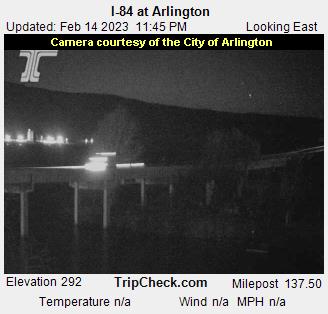 I-84 at Arlington
Updated: Feb 14 2023 11:45 PM Looking East
Camera courtesy of the City of Arlington
Elevation 292 TripCheck.com Milepost 137.50
Temperature n/a Wind n/a MPH n/a